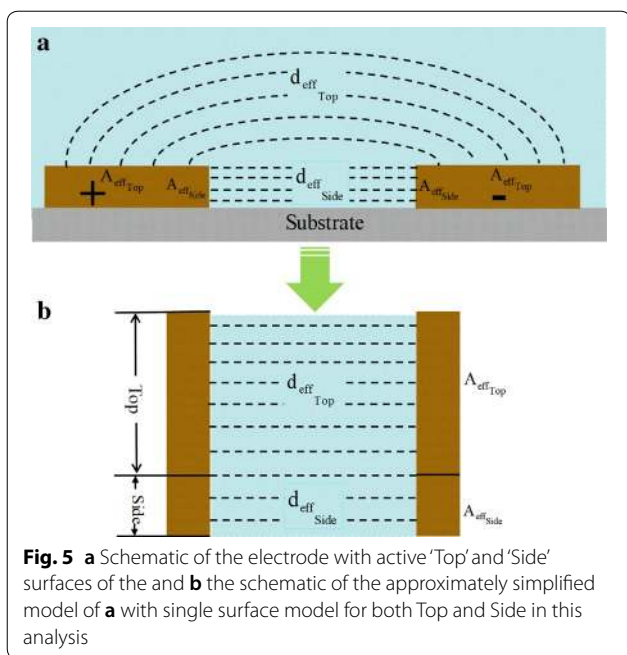 a
d eff Top
A eff Top
A eff Side
d eff Side
A eff Side
A eff Top
+
-
Substrate
b
Top
d eff Top
A eff Top
Side
d eff Side
A eff Side
Fig. 5 a Schematic of the electrode with active 'Top' and 'Side'
surfaces of the and b the schematic of the approximately simplified
model of a with single surface model for both Top and Side in this
analysis